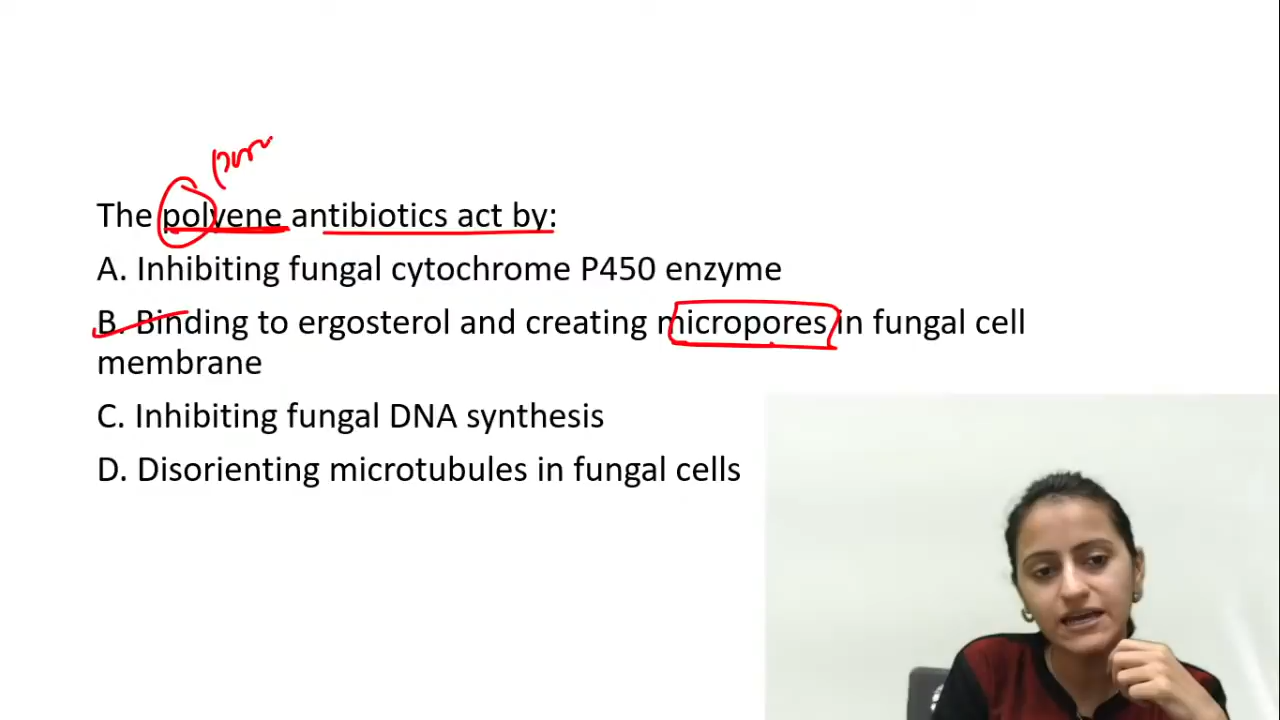 The polyene antibiotics act by:
A. Inhibiting fungal cytochrome P450 enzyme
B. Binding to ergosterol and creating micropores in fungal cell
membrane
C. Inhibiting fungal DNA synthesis
D. Disorienting microtubules in fungal cells